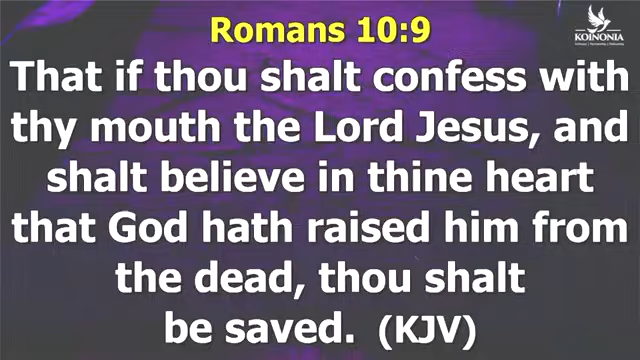 Romans 10:9
KOINONIA
That if thou shalt confess with
thy mouth the Lord Jesus, and
shalt believe in thine heart
that God hath raised him from
the dead, thou shalt
be saved. (KJV)